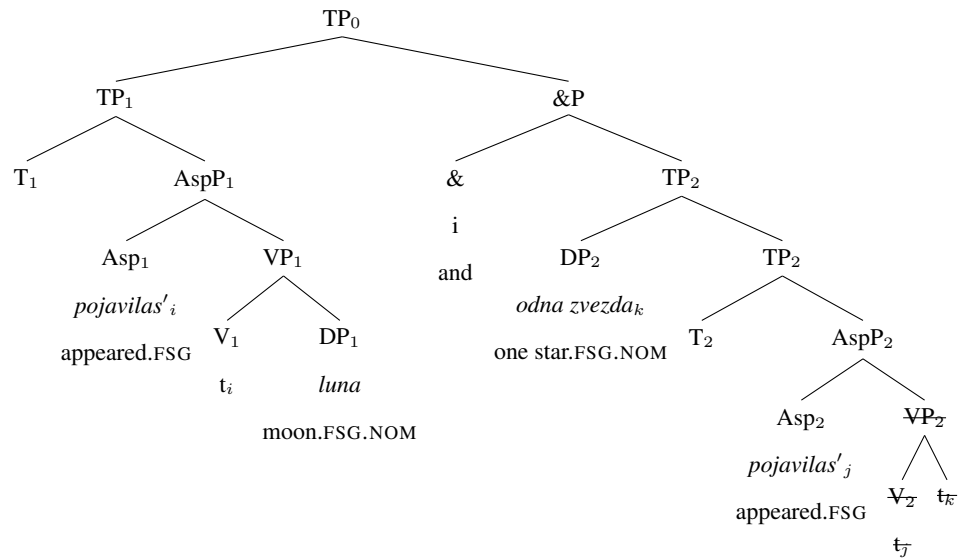 TP₀
TP₁ &P
T₁ AspP₁ & TP₂
i
Asp₁ VP₁ and DP₂ TP₂
pojavilas′ᵢ odna zvezdaₖ
appeared.FSG V₁ DP₁ one star.FSG.NOM T₂ AspP₂
tᵢ luna
moon.FSG.NOM Asp₂ VP₂
pojavilas′ⱼ
appeared.FSG V₂ tₖ
tⱼ